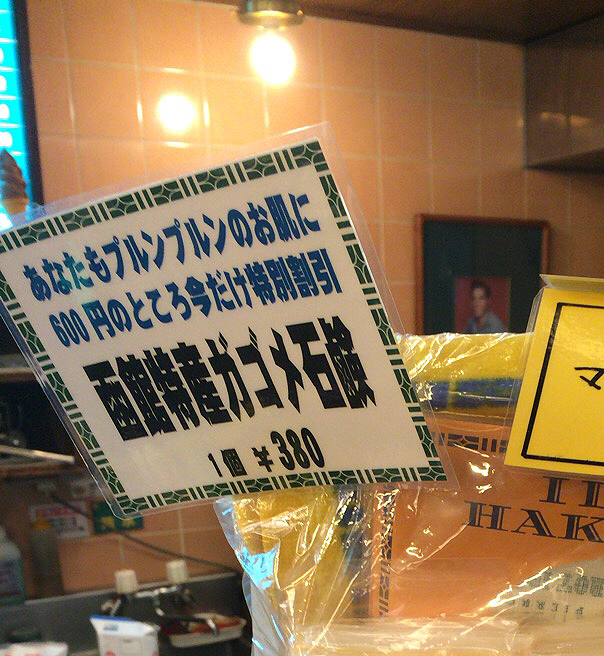 あなたもプルンプルンのお肌に
600円のところ今だけ特別割引
函館特産ガゴメ石鹸
1個 ¥380
HAK